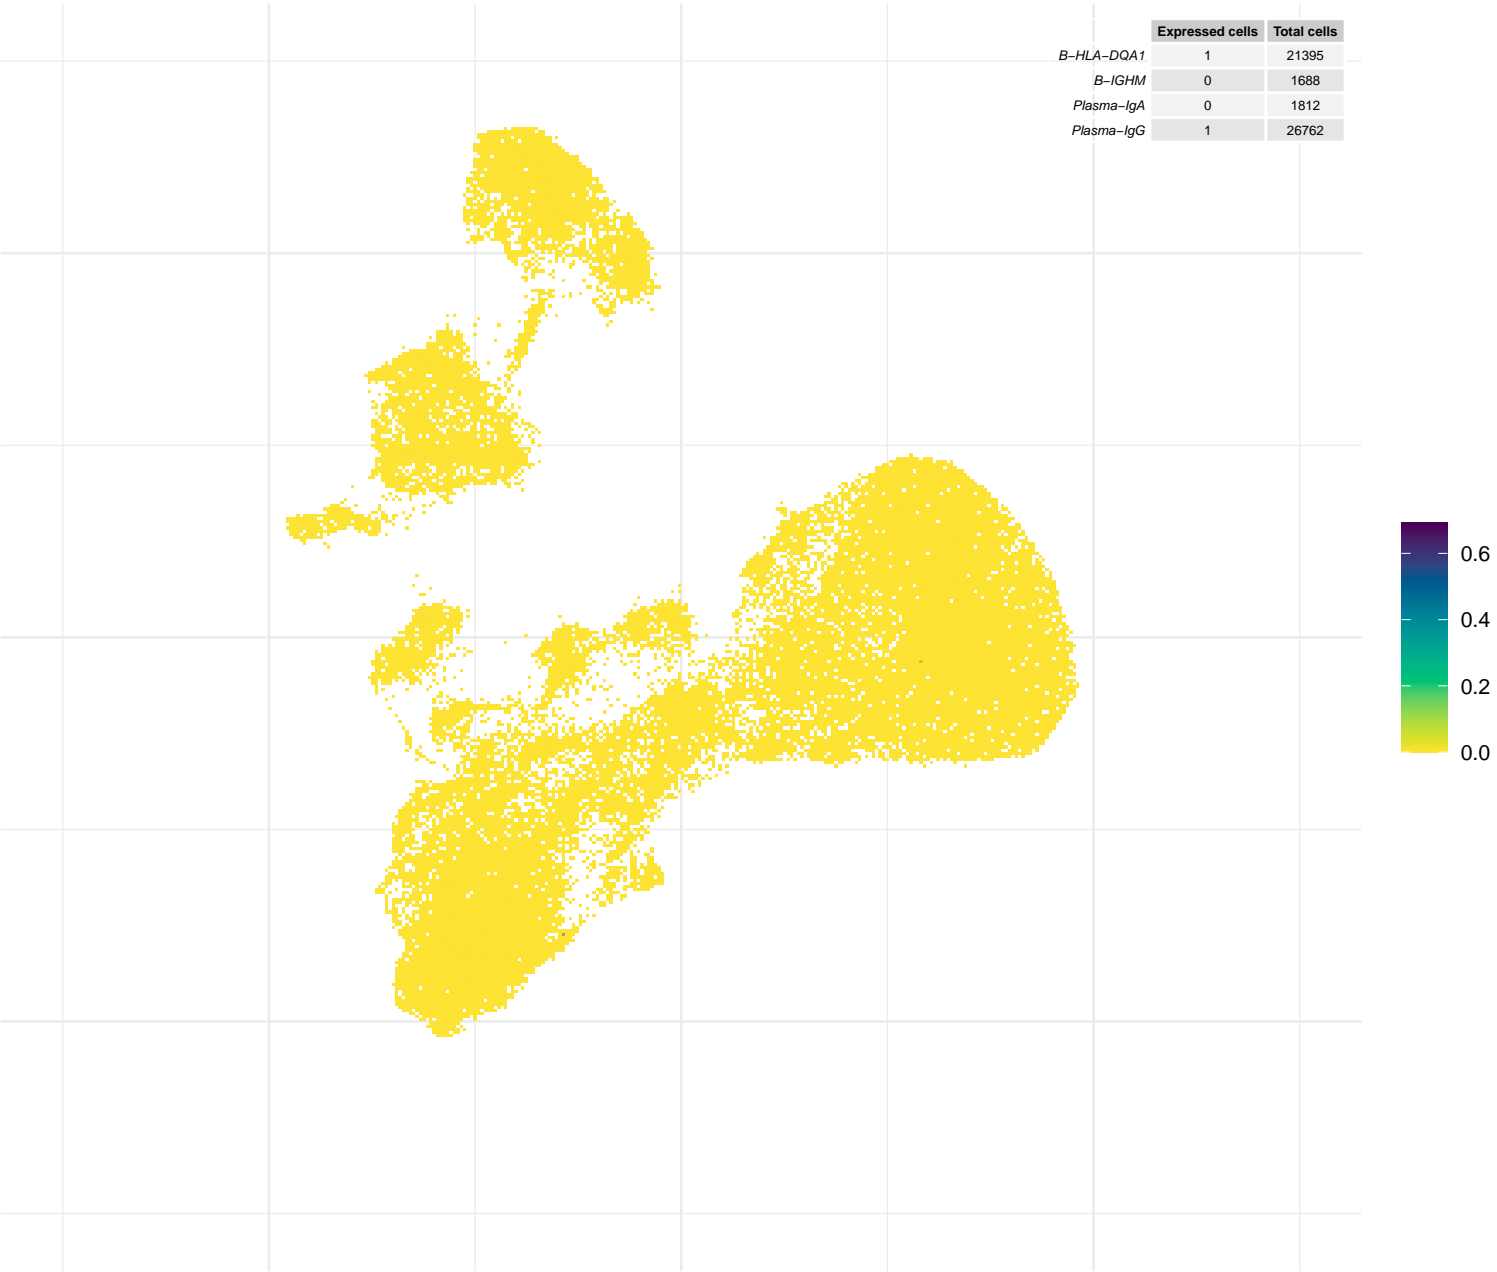 Expressed cells Total cells
B−HLA−DQA1 1 21395
B−IGHM 0 1688
Plasma−IgA 0 1812
Plasma−IgG 1 26762
0.6
0.4
0.2
0.0